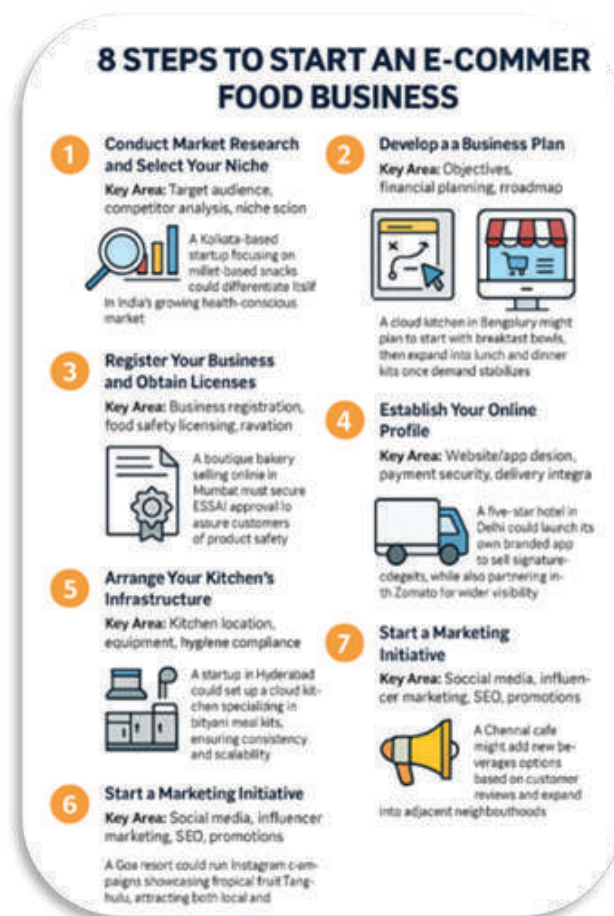 8 STEPS TO START AN E-COMMER
FOOD BUSINESS
1
Conduct Market Research
and Select Your Niche
Key Area: Target audience,
competitor analysis, niche scion
A Kolkata-based
startup focusing on
millet-based snacks
could differentiate Itslf
In India's growing health-conscious
market
2
Develop a a Business Plan
Key Area: Objectives,
financial planning, rroadmap
A cloud kitchen in Bengolury might
plan to start with breakfast bowls,
then expand into lunch and dinner
kits once demand stabilizes
3
Register Your Business
and Obtain Licenses
Key Area: Business registration,
food safety licensing, ravation
A boutique bakery
selling online in
Mumbat must secure
ESSAI approval lo
assure customers
of product safety
4
Establish Your Online
Profile
Key Area: Website/app desion,
payment security, delivery integra
A five-star hotel in
Delhi could launch its
own branded app
to sell signature-
cdegeits, while also partnering in-
th Zomato for wider visibility
5
Arrange Your Kitchen's
Infrastructure
Key Area: Kitchen location,
equipment, hyglene compliance
A startup in Hyderabad
could set up a cloud kit-
chen specializing in
bityani meal kits,
ensuring consistency
and scalability
6
Start a Marketing Initiative
Key Area: Social media, influencer
marketing, SEO, promotions
A Goa resort could run Instagram c-am-
paigns showcasing fropical fruit Tang-
hulu, attracting both local and
7
Start a Marketing
Initiative
Key Area: Soccial media, influen-
cer marketing, SEO, promotions
A Chennal cafe
might add new be-
verages options
based on customer
reviews and expand
into adjacent neighbouthoods